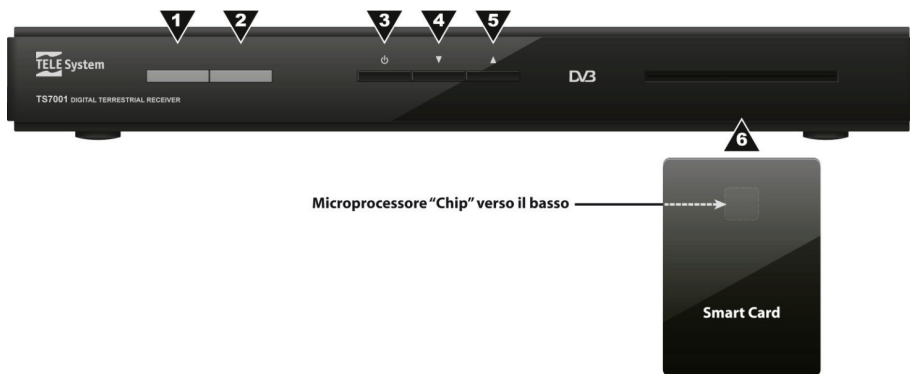 1 2 3 4 5
TELE System
DVB
TS7001 DIGITAL TERRESTRIAL RECEIVER
6
Microprocessore “Chip” verso il basso
Smart Card